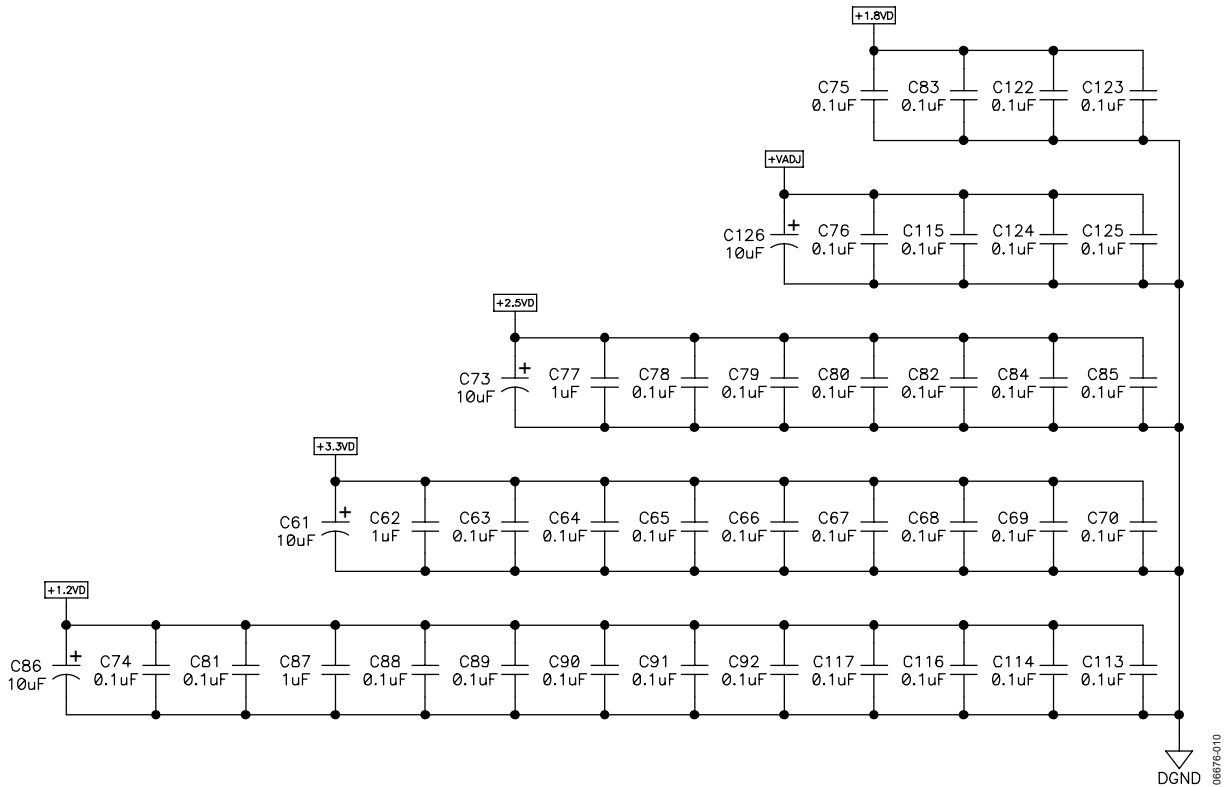 +1.8VD
C75 C83 C122 C123
0.1uF 0.1uF 0.1uF 0.1uF
+VADJ
C126 C76 C115 C124 C125
10uF 0.1uF 0.1uF 0.1uF 0.1uF
+2.5VD
C73 C77 C78 C79 C80 C82 C84 C85
10uF 1uF 0.1uF 0.1uF 0.1uF 0.1uF 0.1uF 0.1uF
+3.3VD
C61 C62 C63 C64 C65 C66 C67 C68 C69 C70
10uF 1uF 0.1uF 0.1uF 0.1uF 0.1uF 0.1uF 0.1uF 0.1uF 0.1uF
+1.2VD
C86 C74 C81 C87 C88 C89 C90 C91 C92 C117 C116 C114 C113
10uF 0.1uF 0.1uF 1uF 0.1uF 0.1uF 0.1uF 0.1uF 0.1uF 0.1uF 0.1uF 0.1uF 0.1uF
DGND
06676-010